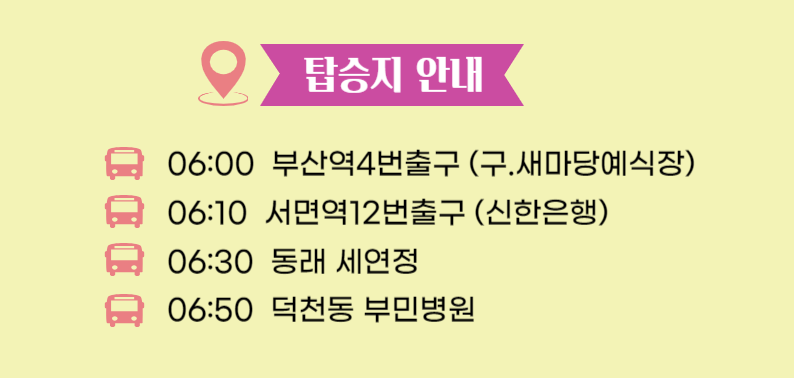 탑승지 안내
06:00 부산역4번출구 (구.새마당예식장)
06:10 서면역12번출구 (신한은행)
06:30 동래 세연정
06:50 덕천동 부민병원